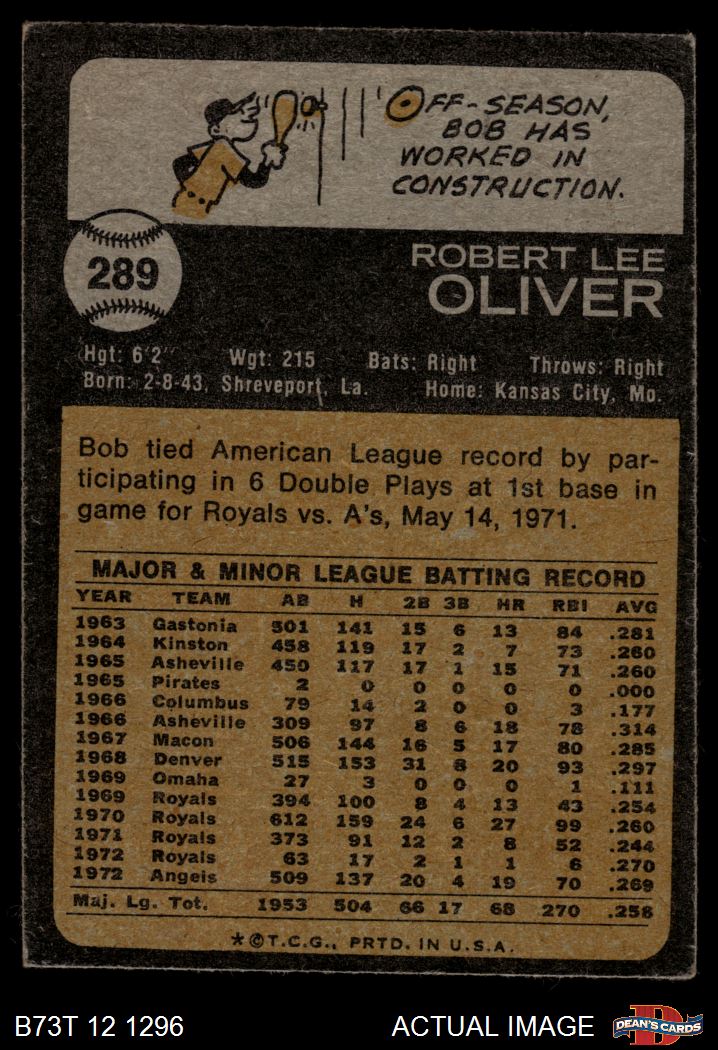 OFF-SEASON,
BOB HAS
WORKED IN
CONSTRUCTION.
289
ROBERT LEE
OLIVER
Hgt: 6'2" Wgt: 215 Bats: Right Throws: Right
Born: 2-8-43, Shreveport, La. Home: Kansas City, Mo.
Bob tied American League record by par-
ticipating in 6 Double Plays at 1st base in
game for Royals vs. A's, May 14, 1971.
MAJOR & MINOR LEAGUE BATTING RECORD
YEAR TEAM AB H 2B 3B HR RBI AVG
1963 Gastonia 501 141 15 6 13 84 .281
1964 Kinston 458 119 17 2 7 73 .260
1965 Asheville 450 117 17 1 15 71 .260
1965 Pirates 2 0 0 0 0 0 .000
1966 Columbus 79 14 2 0 0 3 .177
1966 Asheville 309 97 8 6 18 78 .314
1967 Macon 506 144 16 5 17 80 .285
1968 Denver 515 153 31 8 20 93 .297
1969 Omaha 27 3 0 0 0 1 .111
1969 Royals 394 100 8 4 13 43 .254
1970 Royals 612 159 24 6 27 99 .260
1971 Royals 373 91 12 2 8 52 .244
1972 Royals 63 17 2 1 1 6 .270
1972 Angels 509 137 20 4 19 70 .269
Maj. Lg. Tot. 1953 504 66 17 68 270 .258
*©T.C.G., PRTD. IN U.S.A.
B73T 12 1296 ACTUAL IMAGE DEAN'S CARDS